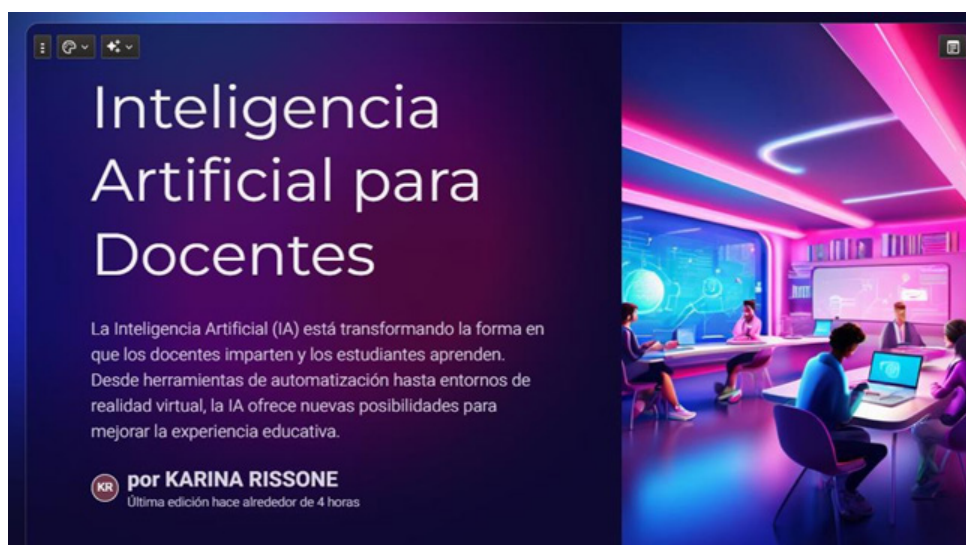 Inteligencia
Artificial para
Docentes
La Inteligencia Artificial (IA) está transformando la forma en
que los docentes imparten y los estudiantes aprenden.
Desde herramientas de automatización hasta entornos de
realidad virtual, la IA ofrece nuevas posibilidades para
mejorar la experiencia educativa.
KR
por KARINA RISSONE
Última edición hace alrededor de 4 horas